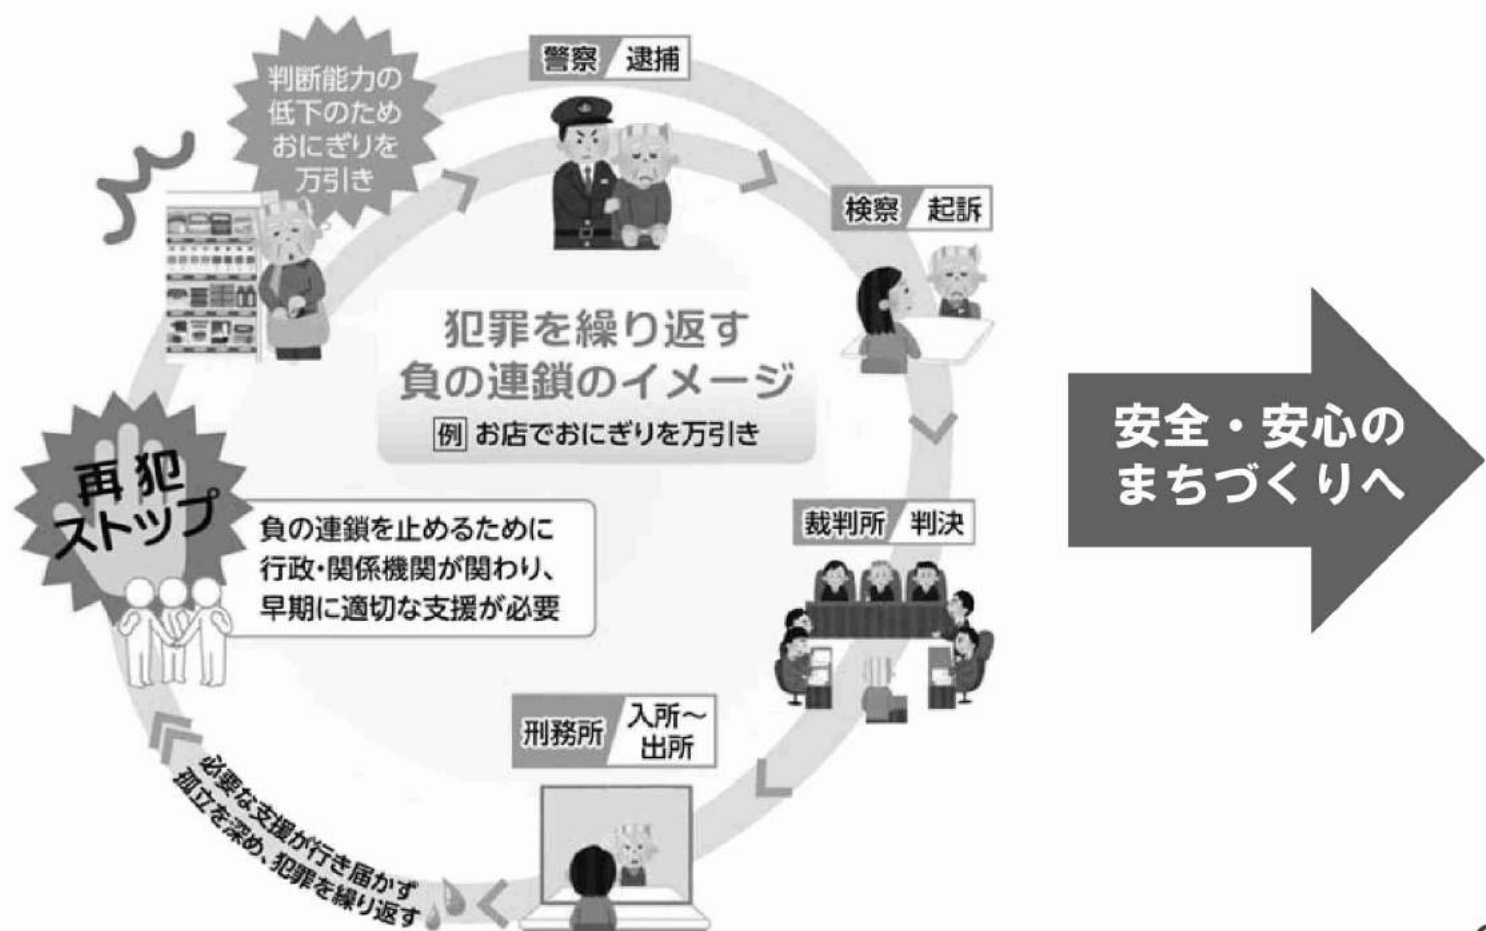 判断能力の
低下のため
おにぎりを
万引き
警察 逮捕
検察 起訴
犯罪を繰り返す
負の連鎖のイメージ
例 お店でおにぎりを万引き
裁判所 判決
刑務所 入所～
出所
必要な支援が行き届かず
孤立を深め、犯罪を繰り返す
再犯
ストップ
負の連鎖を止めるために
行政・関係機関が関わり、
早期に適切な支援が必要
安全・安心の
まちづくりへ